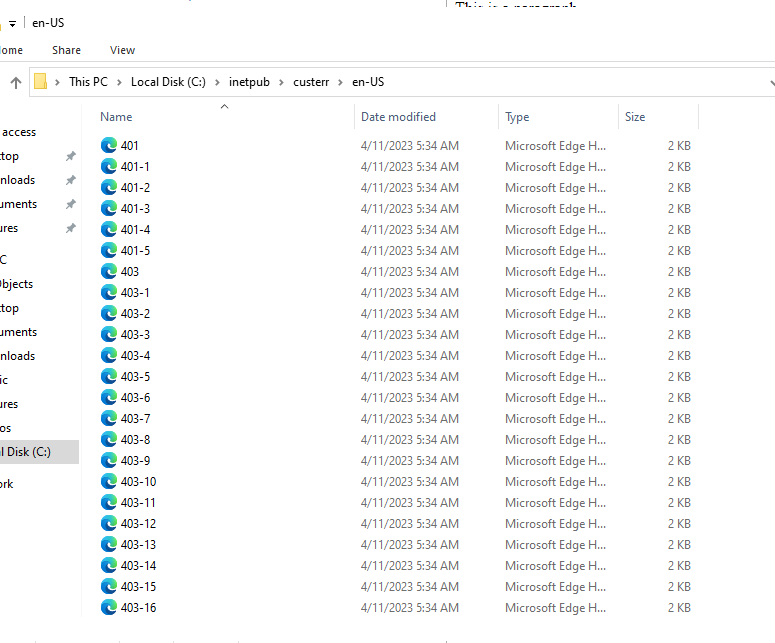 This is a paragraph
en-US
ome Share View
This PC Local Disk (C:) inetpub custerr en-US
Name Date modified Type Size
access
top
nloads
uments
ures
C
Objects
top
uments
nloads
ic
ures
os
l Disk (C:)
ork
401 4/11/2023 5:34 AM Microsoft Edge H... 2 KB
401-1 4/11/2023 5:34 AM Microsoft Edge H... 2 KB
401-2 4/11/2023 5:34 AM Microsoft Edge H... 2 KB
401-3 4/11/2023 5:34 AM Microsoft Edge H... 2 KB
401-4 4/11/2023 5:34 AM Microsoft Edge H... 2 KB
401-5 4/11/2023 5:34 AM Microsoft Edge H... 2 KB
403 4/11/2023 5:34 AM Microsoft Edge H... 2 KB
403-1 4/11/2023 5:34 AM Microsoft Edge H... 2 KB
403-2 4/11/2023 5:34 AM Microsoft Edge H... 2 KB
403-3 4/11/2023 5:34 AM Microsoft Edge H... 2 KB
403-4 4/11/2023 5:34 AM Microsoft Edge H... 2 KB
403-5 4/11/2023 5:34 AM Microsoft Edge H... 2 KB
403-6 4/11/2023 5:34 AM Microsoft Edge H... 2 KB
403-7 4/11/2023 5:34 AM Microsoft Edge H... 2 KB
403-8 4/11/2023 5:34 AM Microsoft Edge H... 2 KB
403-9 4/11/2023 5:34 AM Microsoft Edge H... 2 KB
403-10 4/11/2023 5:34 AM Microsoft Edge H... 2 KB
403-11 4/11/2023 5:34 AM Microsoft Edge H... 2 KB
403-12 4/11/2023 5:34 AM Microsoft Edge H... 2 KB
403-13 4/11/2023 5:34 AM Microsoft Edge H... 2 KB
403-14 4/11/2023 5:34 AM Microsoft Edge H... 2 KB
403-15 4/11/2023 5:34 AM Microsoft Edge H... 2 KB
403-16 4/11/2023 5:34 AM Microsoft Edge H... 2 KB